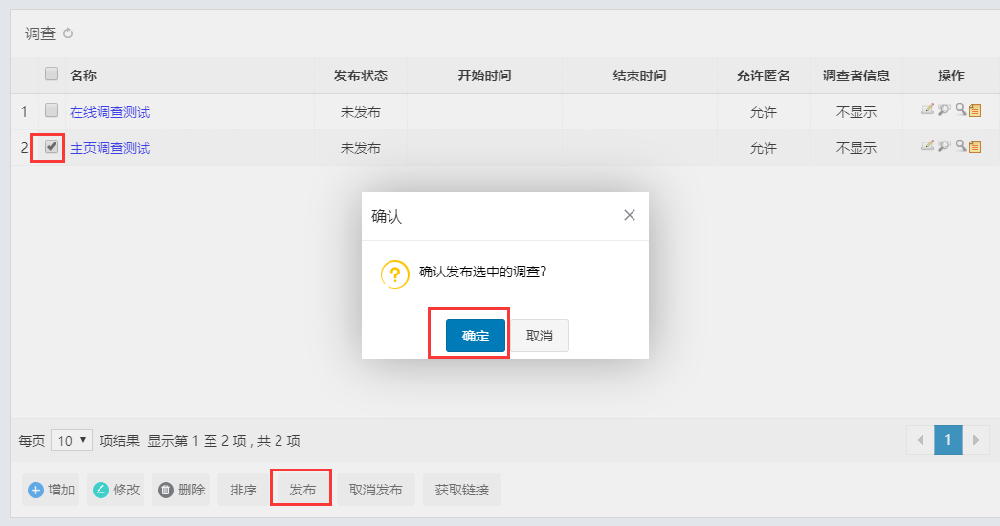 调查
名称 发布状态 开始时间 结束时间 允许匿名 调查者信息 操作
1 在线调查测试 未发布 允许 不显示
2 主页调查测试 未发布 允许 不显示
确认
确认发布选中的调查?
确定 取消
每页 10 项结果 显示第 1 至 2 项 , 共 2 项 1
增加 修改 删除 排序 发布 取消发布 获取链接